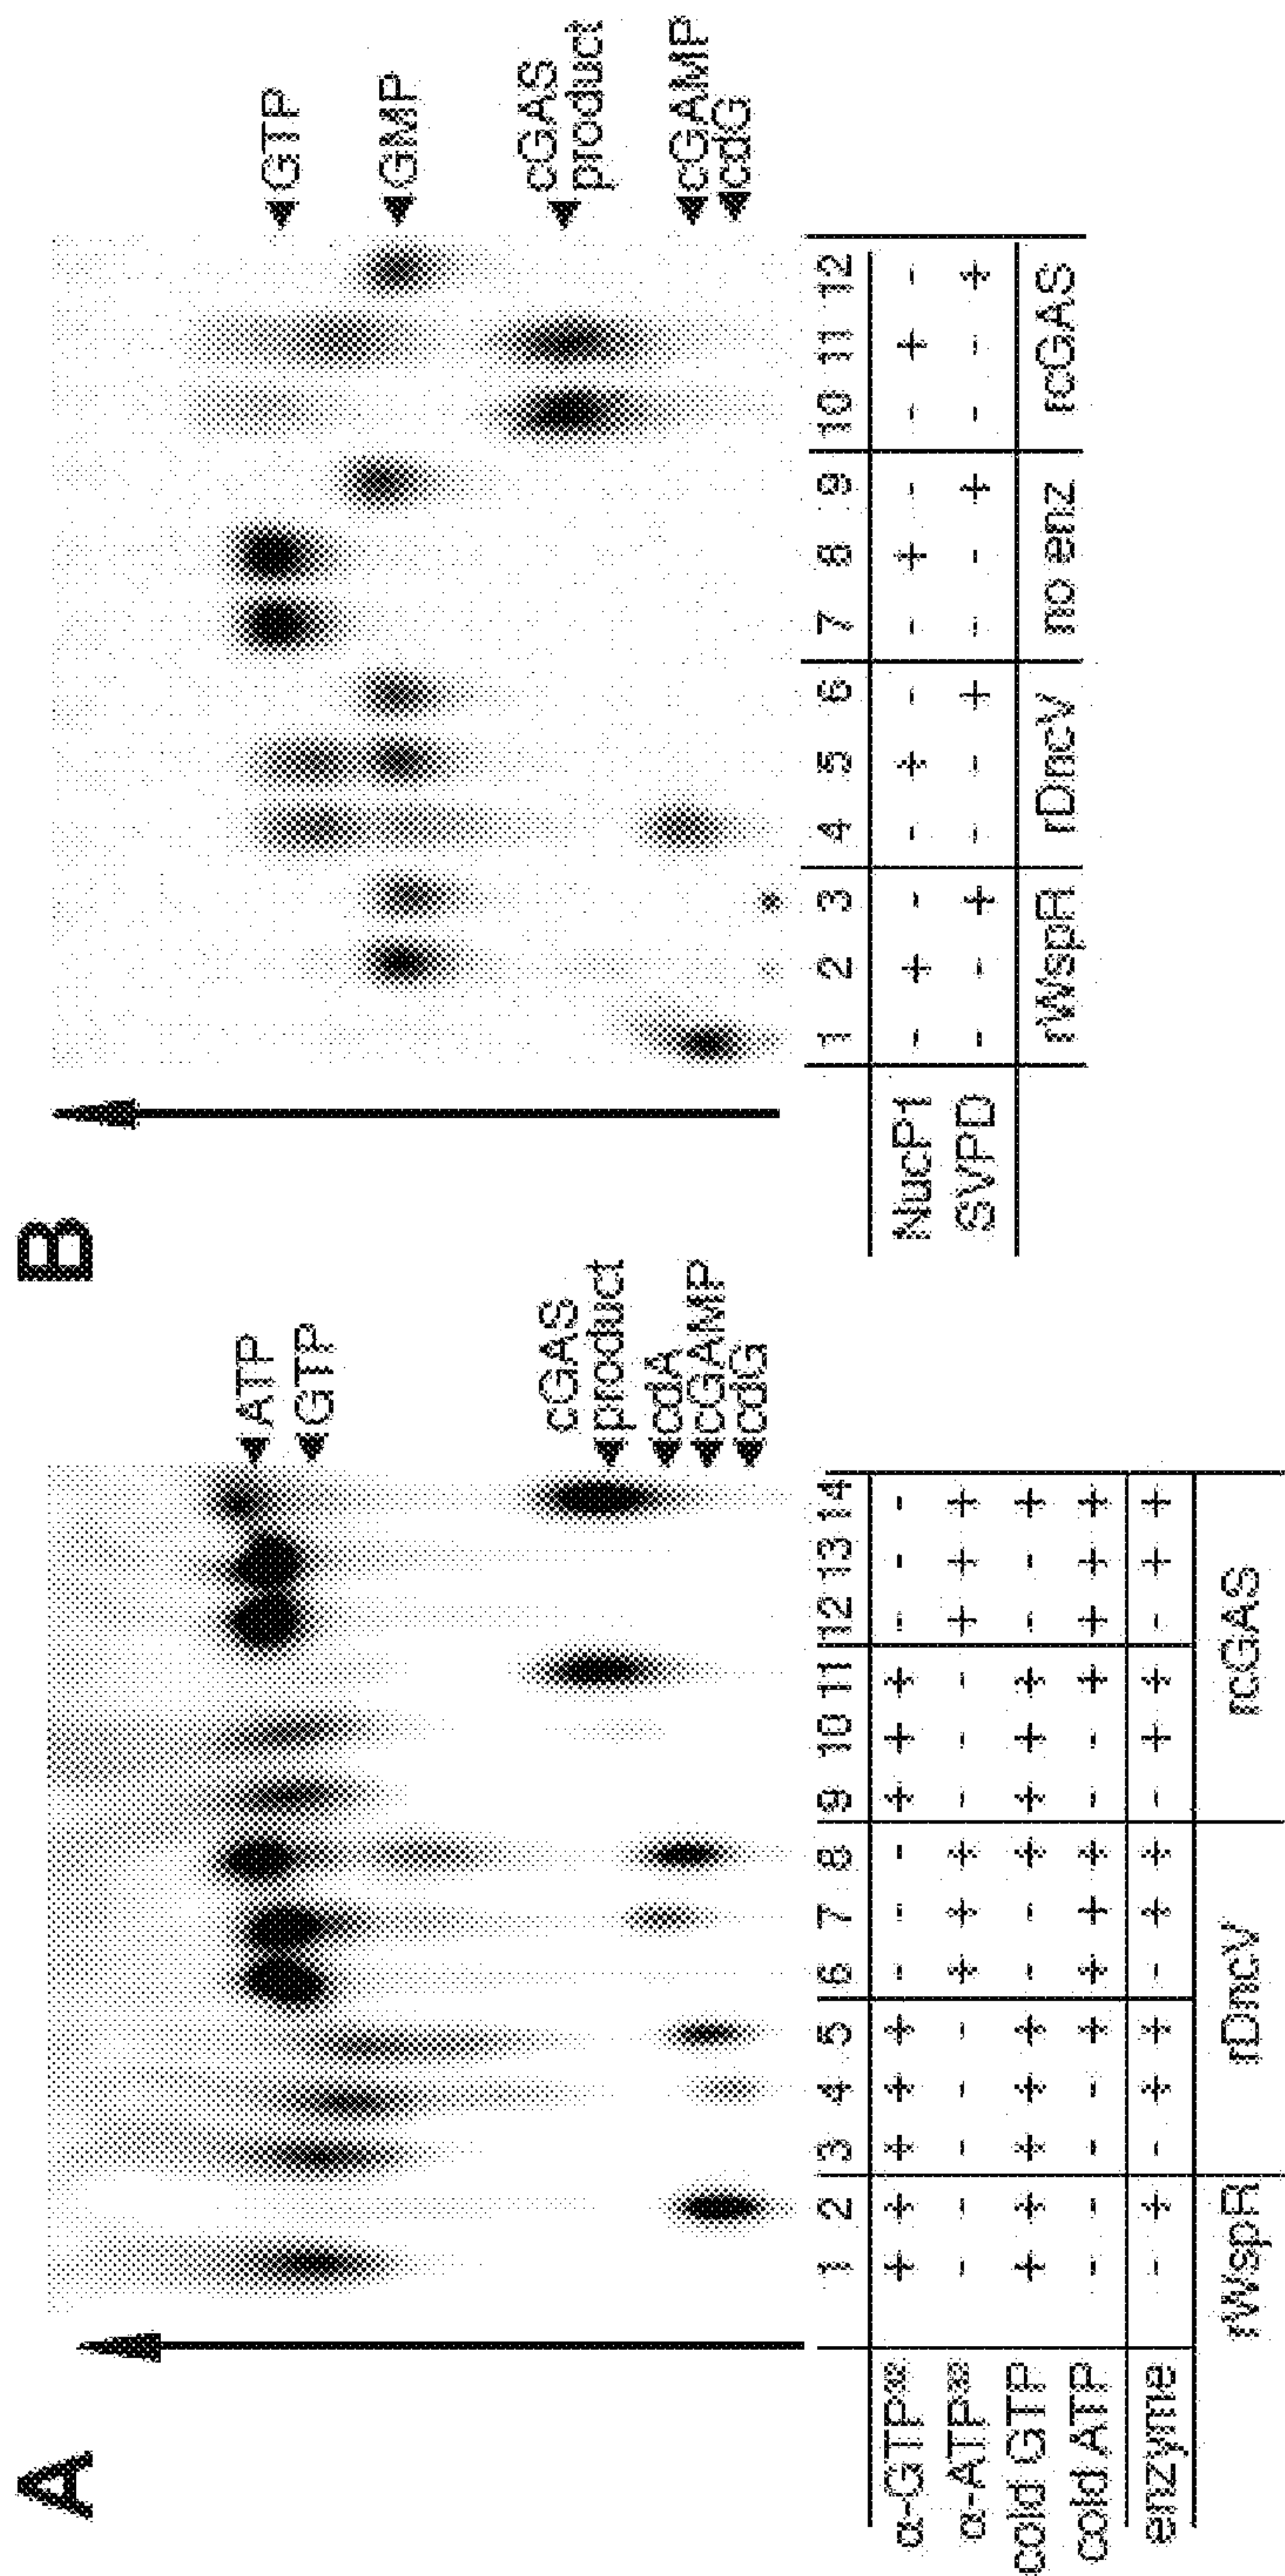 A
ATP
GTP
cGAS
product
cdA
cGAMP
cdG
1 2 3 4 5 6 7 8 9 10 11 12 13 14
α-GTP³² + + + + + - - - + + + - - -
α-ATP³² - - - - - + + + - - - + + +
cold GTP + + + + + - - + + + + - - +
cold ATP - - - - + + + + - - + + + +
enzyme - + - + + - + + - + + - + +
rWspR rDncV rcGAS
B
GTP
GMP
cGAS
product
cGAMP
cdG
1 2 3 4 5 6 7 8 9 10 11 12
NucP1 - + - - + - - + - - + -
SVPD - - + - - + - - + - - +
rWspR rDncV no enz rcGAS